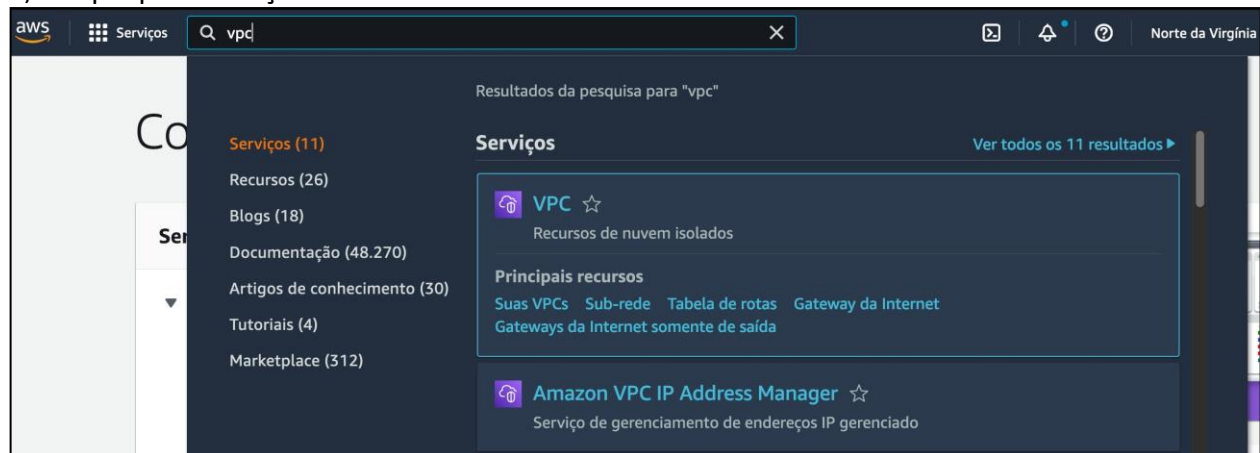 aws Serviços vpc Norte da Virgínia
Resultados da pesquisa para "vpc"
Co
Serviços (11)
Recursos (26)
Blogs (18)
Documentação (48.270)
Artigos de conhecimento (30)
Tutoriais (4)
Marketplace (312)
Ser
Serviços
Ver todos os 11 resultados
VPC
Recursos de nuvem isolados
Principais recursos
Suas VPCs Sub-rede Tabela de rotas Gateway da Internet
Gateways da Internet somente de saída
Amazon VPC IP Address Manager
Serviço de gerenciamento de endereços IP gerenciado